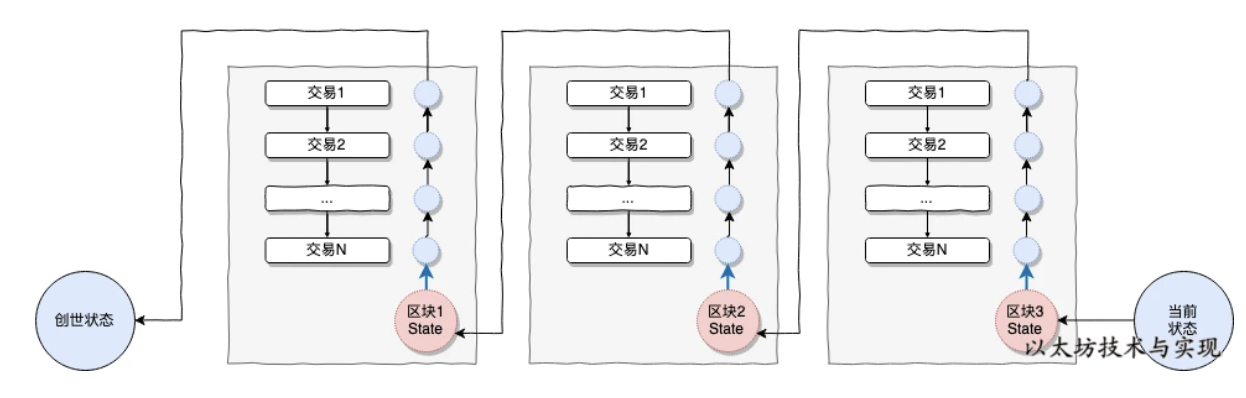 创世状态
交易1
交易2
...
交易N
区块1
State
交易1
交易2
...
交易N
区块2
State
交易1
交易2
...
交易N
区块3
State
当前
状态
以太坊技术与实现